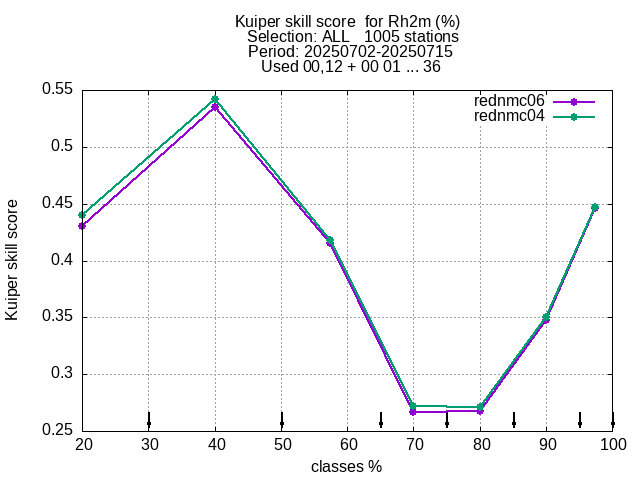 Kuiper skill score  for Rh2m (%)
Selection: ALL   1005 stations
Period: 20250702-20250715
Used 00,12 + 00 01 ... 36
rednmc06
rednmc04
0.55
0.5
0.45
0.4
0.35
0.3
0.25
Kuiper skill score
20 30 40 50 60 70 80 90 100
classes %